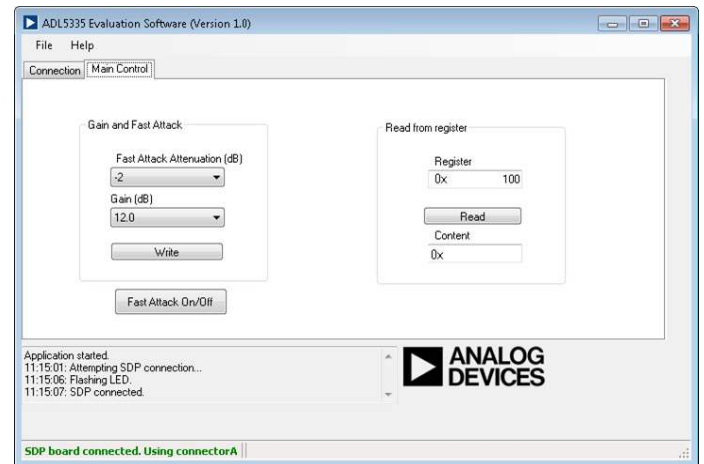 ADL5335 Evaluation Software (Version 1.0)
File Help
Connection Main Control
Gain and Fast Attack
Fast Attack Attenuation (dB)
-2
Gain (dB)
12.0
Write
Fast Attack On/Off
Read from register
Register
0x 100
Read
Content
0x
Application started.
11:15:01: Attempting SDP connection...
11:15:06: Flashing LED.
11:15:07: SDP connected.
ANALOG
DEVICES
SDP board connected. Using connectorA